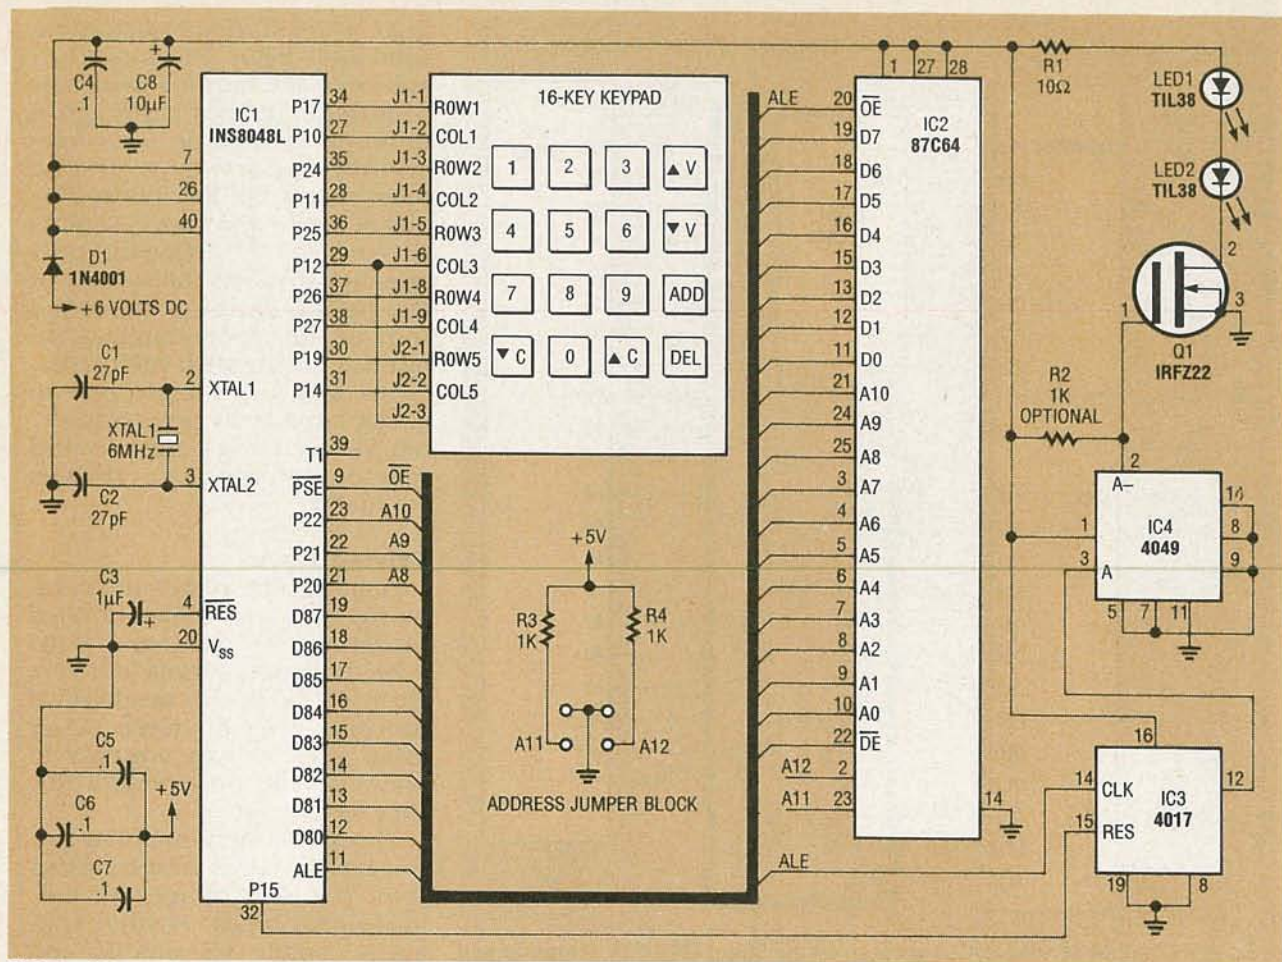 C4
.1
+
C8
10µF
7
26
40
D1
1N4001
+6 VOLTS DC
C1
27pF
2
XTAL1
XTAL1
6MHz
3
XTAL2
C2
27pF
C3
1µF
+
4
RES
20
VSS
C5
.1
C6
.1
C7
.1
+5V
IC1
INS8048L
P17 34 J1-1
P10 27 J1-2
P24 35 J1-3
P11 28 J1-4
P25 36 J1-5
P12 29 J1-6
P26 37 J1-8
P27 38 J1-9
P19 30 J2-1
P14 31 J2-2
J2-3
T1 39
PSE 9 OE
P22 23 A10
P21 22 A9
P20 21 A8
D87 19
D86 18
D85 17
D84 16
D83 15
D82 14
D81 13
D80 12
ALE 11
P15
32
16-KEY KEYPAD
ROW1
COL1
ROW2
COL2
ROW3
COL3
ROW4
COL4
ROW5
COL5
1 2 3 ▲ V
4 5 6 ▼ V
7 8 9 ADD
▼ C 0 ▲ C DEL
+5V
R3
1K
R4
1K
A11
A12
ADDRESS JUMPER BLOCK
1 27 28
IC2
87C64
ALE 20 OE
19 D7
18 D6
17 D5
16 D4
15 D3
13 D2
12 D1
11 D0
21 A10
24 A9
25 A8
3 A7
4 A6
5 A5
6 A4
7 A3
8 A2
9 A1
10 A0
22 DE
A12 2
A11 23
14
ALE
R1
10Ω
LED1
TIL38
LED2
TIL38
2
1
3
Q1
IRFZ22
R2
1K
OPTIONAL
2
A–
1
3
A
IC4
4049
14
8
9
5 7 11
16
14
CLK
15
RES
IC3
4017
12
19
8